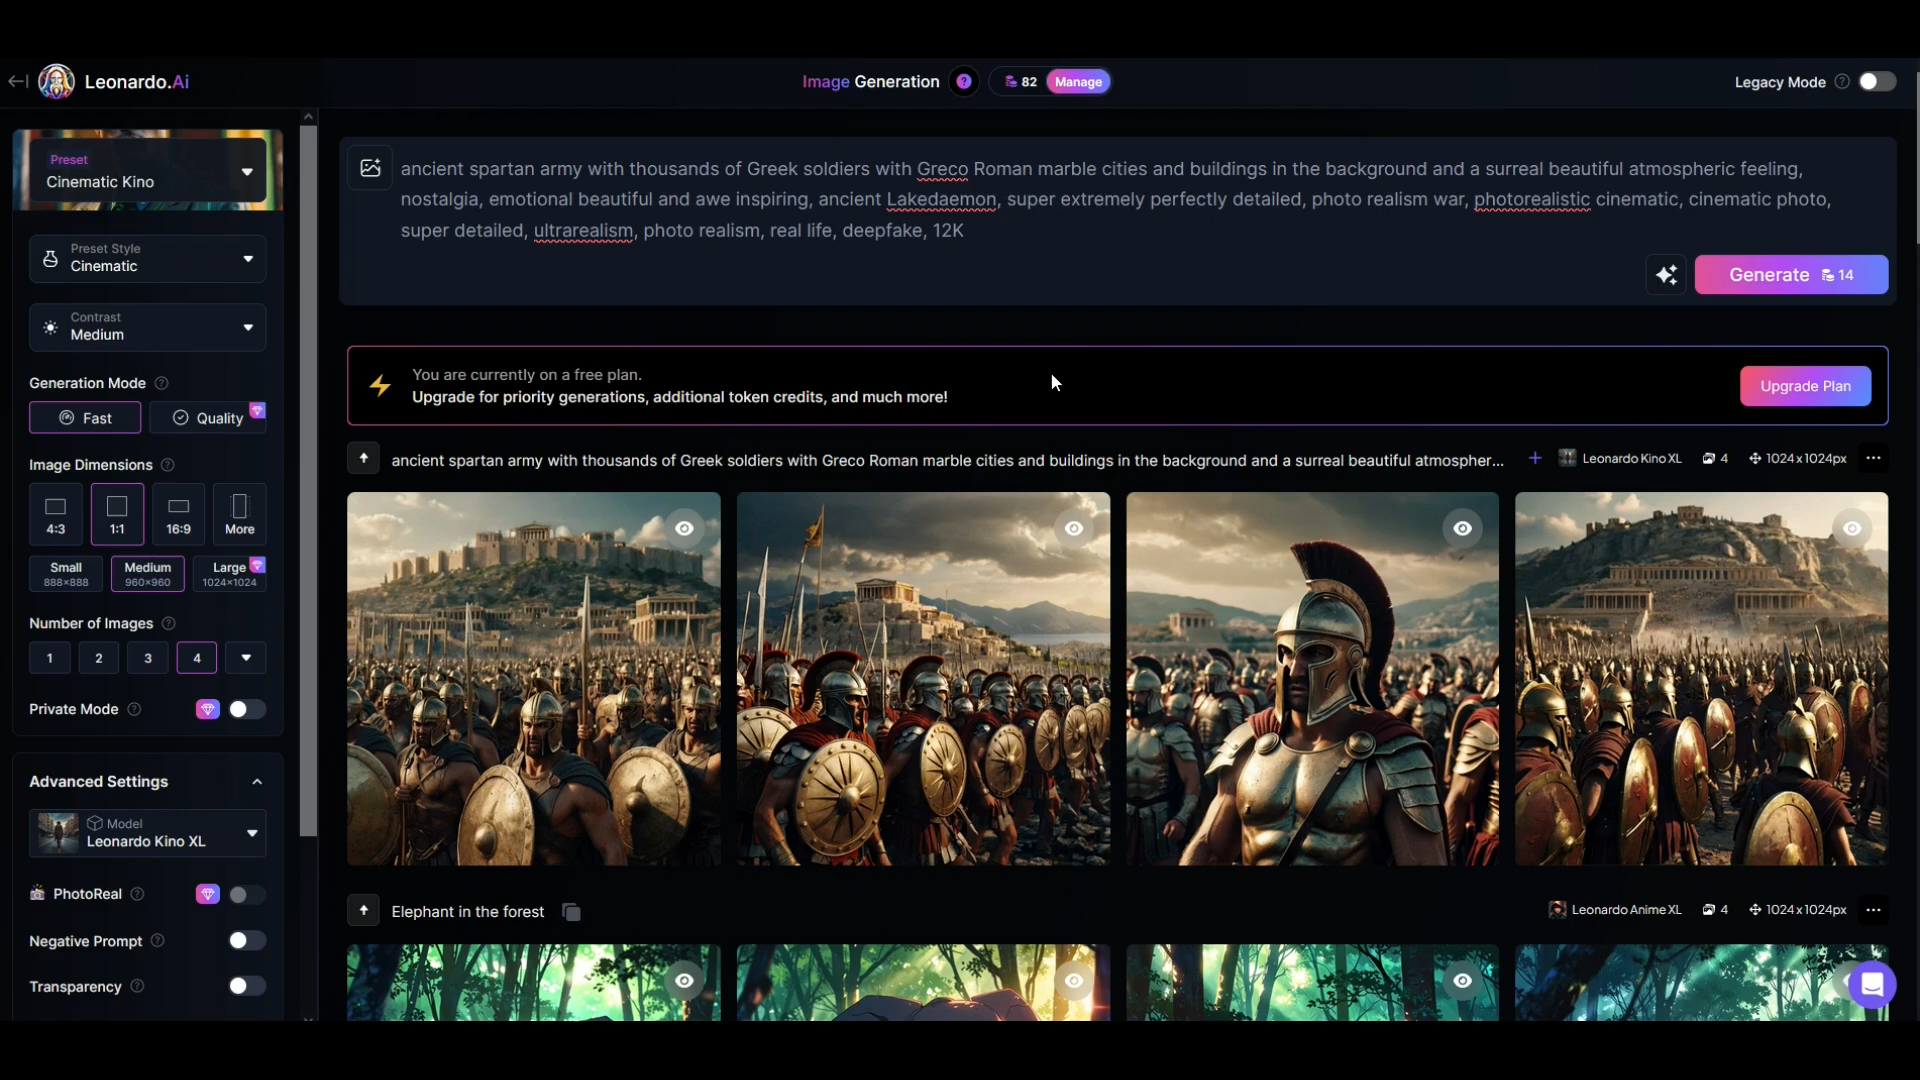 Leonardo.Ai
Image Generation
?
82
Manage
Legacy Mode
?
Preset
Cinematic Kino
Preset Style
Cinematic
Contrast
Medium
Generation Mode
?
Fast
Quality
Image Dimensions
?
4:3
1:1
16:9
More
Small
888×888
Medium
960×960
Large
1024×1024
Number of Images
?
1
2
3
4
Private Mode
?
Advanced Settings
Model
Leonardo Kino XL
PhotoReal
?
Negative Prompt
?
Transparency
?
ancient spartan army with thousands of Greek soldiers with Greco Roman marble cities and buildings in the background and a surreal beautiful atmospheric feeling,
nostalgia, emotional beautiful and awe inspiring, ancient Lakedaemon, super extremely perfectly detailed, photo realism war, photorealistic cinematic, cinematic photo,
super detailed, ultrarealism, photo realism, real life, deepfake, 12K
Generate 14
You are currently on a free plan.
Upgrade for priority generations, additional token credits, and much more!
Upgrade Plan
ancient spartan army with thousands of Greek soldiers with Greco Roman marble cities and buildings in the background and a surreal beautiful atmospher...
Leonardo Kino XL
4
1024x1024px
Elephant in the forest
Leonardo Anime XL
4
1024x1024px